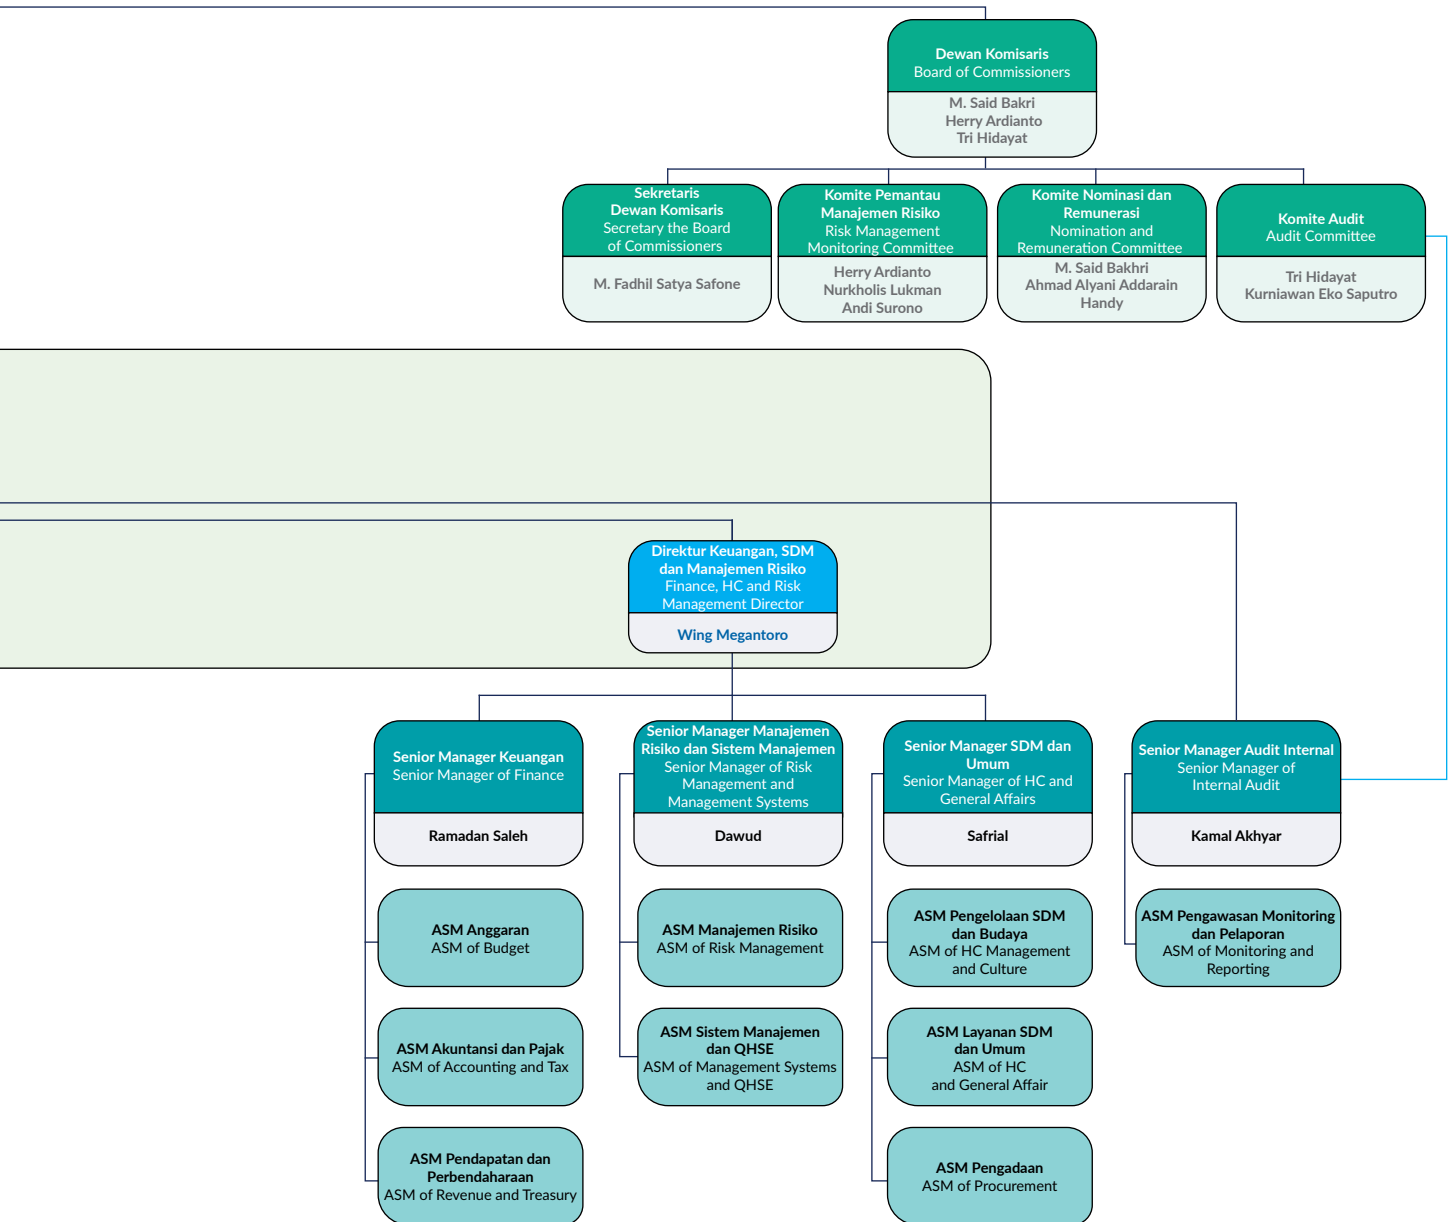 Dewan Komisaris
Board of Commissioners
M. Said Bakri
Herry Ardianto
Tri Hidayat
Sekretaris
Dewan Komisaris
Secretary the Board
of Commissioners
M. Fadhil Satya Safone
Komite Pemantau
Manajemen Risiko
Risk Management
Monitoring Committee
Herry Ardianto
Nurkholis Lukman
Andi Surono
Komite Nominasi dan
Remunerasi
Nomination and
Remuneration Committee
M. Said Bakhri
Ahmad Alyani Addarain
Handy
Komite Audit
Audit Committee
Tri Hidayat
Kurniawan Eko Saputro
Direktur Keuangan, SDM
dan Manajemen Risiko
Finance, HC and Risk
Management Director
Wing Megantoro
Senior Manager Keuangan
Senior Manager of Finance
Ramadan Saleh
ASM Anggaran
ASM of Budget
ASM Akuntansi dan Pajak
ASM of Accounting and Tax
ASM Pendapatan dan
Perbendaharaan
ASM of Revenue and Treasury
Senior Manager Manajemen
Risiko dan Sistem Manajemen
Senior Manager of Risk
Management and
Management Systems
Dawud
ASM Manajemen Risiko
ASM of Risk Management
ASM Sistem Manajemen
dan QHSE
ASM of Management Systems
and QHSE
Senior Manager SDM dan
Umum
Senior Manager of HC and
General Affairs
Safrial
ASM Pengelolaan SDM
dan Budaya
ASM of HC Management
and Culture
ASM Layanan SDM
dan Umum
ASM of HC
and General Affair
ASM Pengadaan
ASM of Procurement
Senior Manager Audit Internal
Senior Manager of
Internal Audit
Kamal Akhyar
ASM Pengawasan Monitoring
dan Pelaporan
ASM of Monitoring and
Reporting